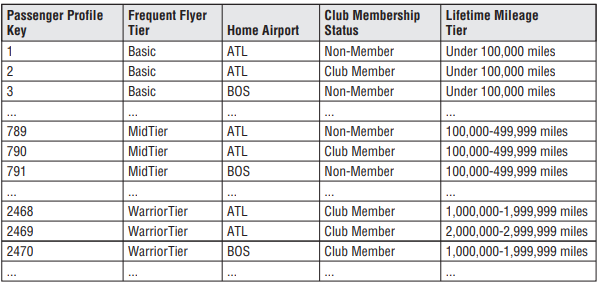 Passenger Profile Key Frequent Flyer Tier Home Airport Club Membership Status Lifetime Mileage Tier
1 Basic ATL Non-Member Under 100,000 miles
2 Basic ATL Club Member Under 100,000 miles
3 Basic BOS Non-Member Under 100,000 miles
... ... ... ... ...
789 MidTier ATL Non-Member 100,000-499,999 miles
790 MidTier ATL Club Member 100,000-499,999 miles
791 MidTier BOS Non-Member 100,000-499,999 miles
... ... ... ... ...
2468 WarriorTier ATL Club Member 1,000,000-1,999,999 miles
2469 WarriorTier ATL Club Member 2,000,000-2,999,999 miles
2470 WarriorTier BOS Club Member 1,000,000-1,999,999 miles
... ... ... ... ...